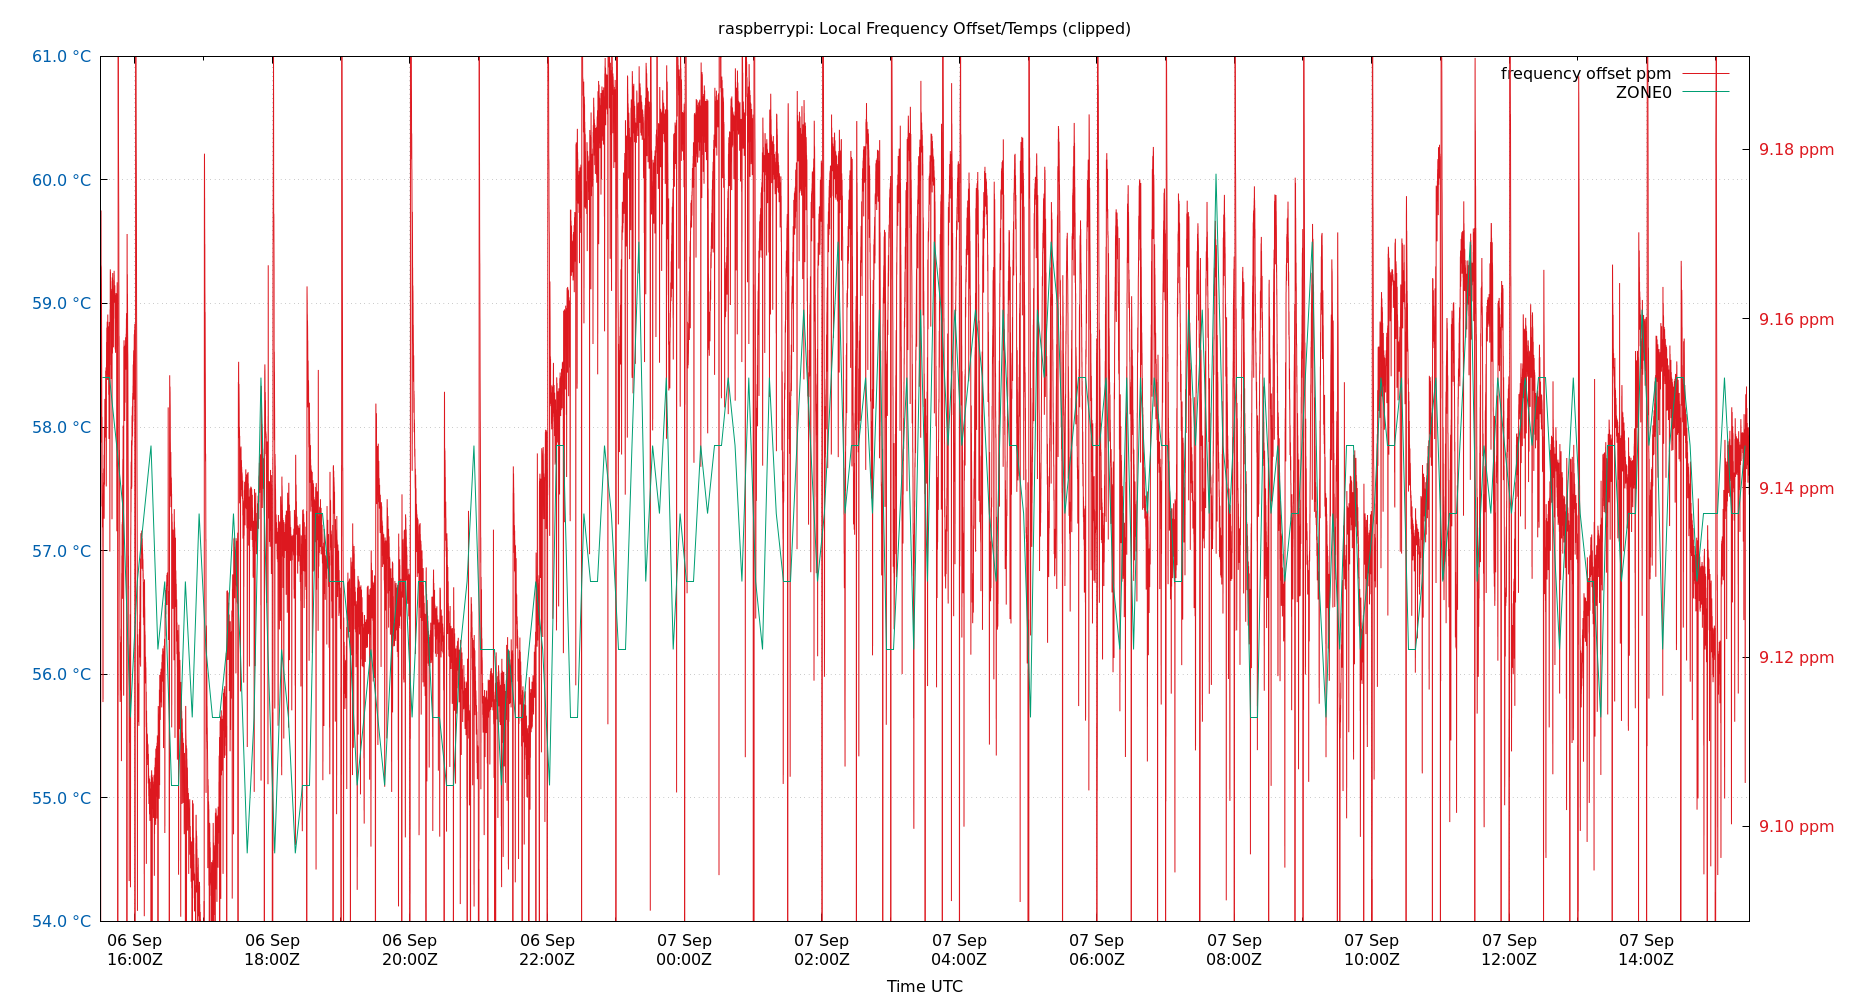 raspberrypi: Local Frequency Offset/Temps (clipped)
frequency offset ppm
ZONE0
61.0 °C
60.0 °C
59.0 °C
58.0 °C
57.0 °C
56.0 °C
55.0 °C
54.0 °C
9.18 ppm
9.16 ppm
9.14 ppm
9.12 ppm
9.10 ppm
06 Sep 06 Sep 06 Sep 06 Sep 07 Sep 07 Sep 07 Sep 07 Sep 07 Sep 07 Sep 07 Sep 07 Sep
16:00Z 18:00Z 20:00Z 22:00Z 00:00Z 02:00Z 04:00Z 06:00Z 08:00Z 10:00Z 12:00Z 14:00Z
Time UTC